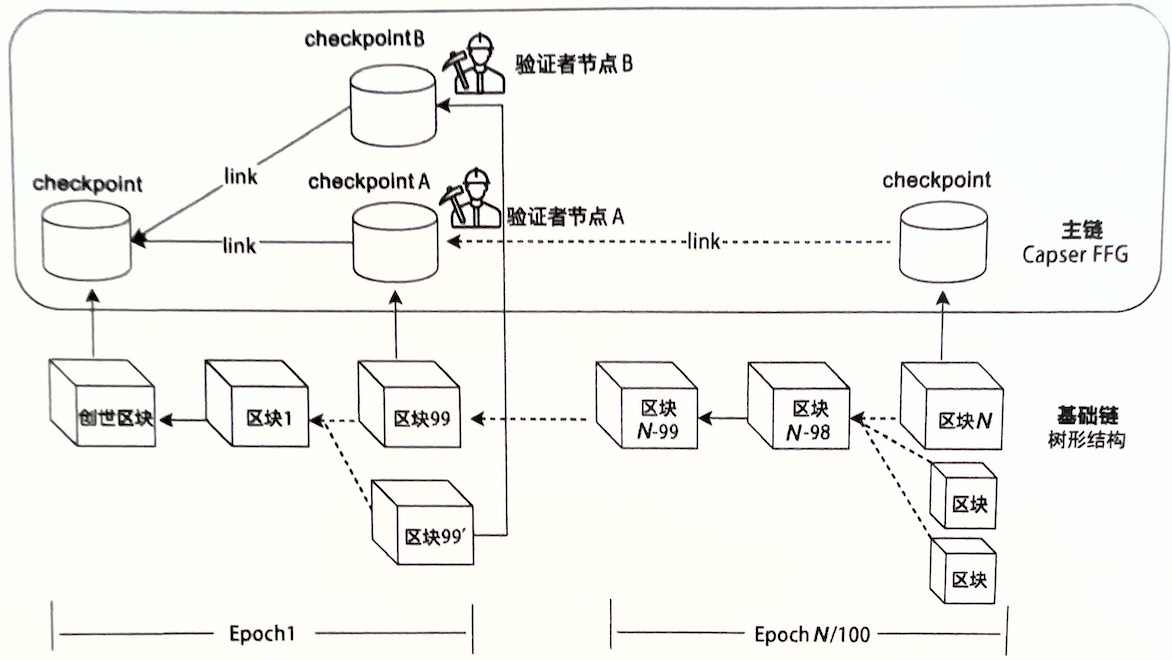 checkpoint B
验证者节点 B
link
checkpoint
checkpoint A
验证者节点 A
checkpoint
link
link
主链
Capser FFG
创世区块
区块1
区块99
区块
N-99
区块
N-98
区块N
基础链
树形结构
区块
区块99′
区块
Epoch1
Epoch N/100